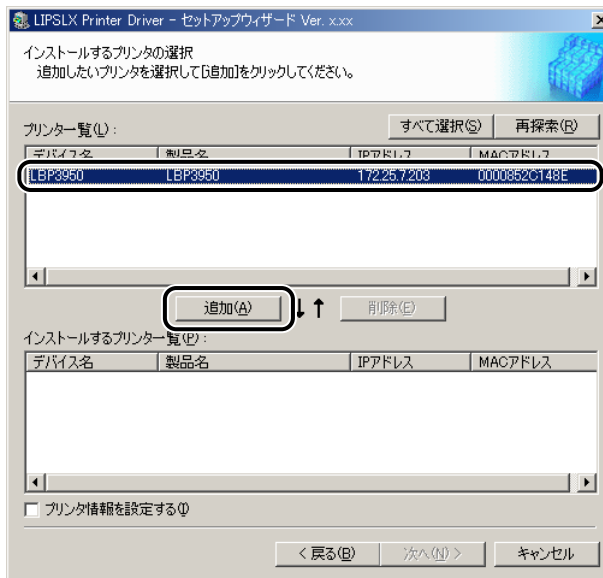 LIPSLX Printer Driver - セットアップウィザード Ver. x.xx
インストールするプリンタの選択
追加したいプリンタを選択して[追加]をクリックしてください。
プリンター覧(L):
すべて選択(S) 再探索(R)
デバイス名 製品名 IPアドレス MACアドレス
LBP3950 LBP3950 172.25.7.203 0000852C148E
追加(A) ↓ ↑ 削除(E)
インストールするプリンター覧(P):
デバイス名 製品名 IPアドレス MACアドレス
プリンタ情報を設定する(I)
< 戻る(B) 次へ(N) > キャンセル